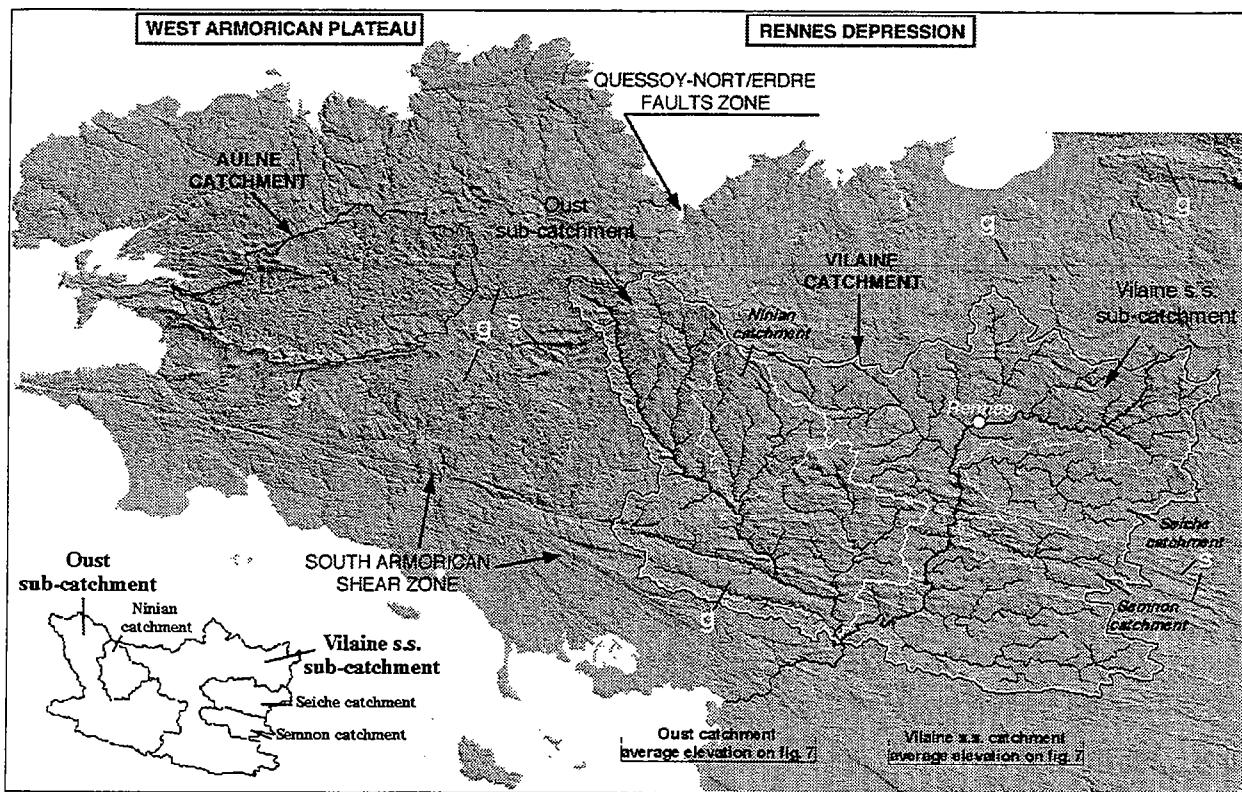 WEST ARMORICAN PLATEAU
RENNES DEPRESSION
QUESSOY-NORT/ERDRE
FAULTS ZONE
AULNE
CATCHMENT
Oust
sub-catchment
g
g
VILAINE
CATCHMENT
Vilaine s.s.
sub-catchment
Ninian
catchment
g
s
s
Rennes
Seiche
catchment
s
SOUTH ARMORICAN
SHEAR ZONE
g
Semnon
catchment
Oust
sub-catchment
Ninian
catchment
Vilaine s.s.
sub-catchment
Seiche catchment
Semnon catchment
Oust catchment
average elevation on fig. 7
Vilaine s.s. catchment
average elevation on fig. 7